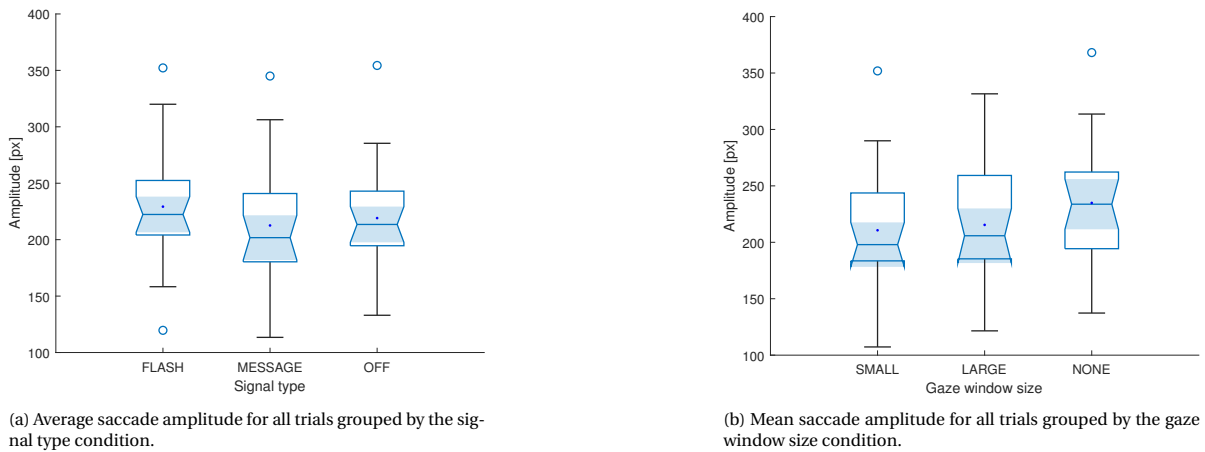 400
350
300
250
200
150
100
Amplitude [px]
FLASH MESSAGE OFF
Signal type
(a) Average saccade amplitude for all trials grouped by the sig-
nal type condition.
400
350
300
250
200
150
100
Amplitude [px]
SMALL LARGE NONE
Gaze window size
(b) Mean saccade amplitude for all trials grouped by the gaze
window size condition.